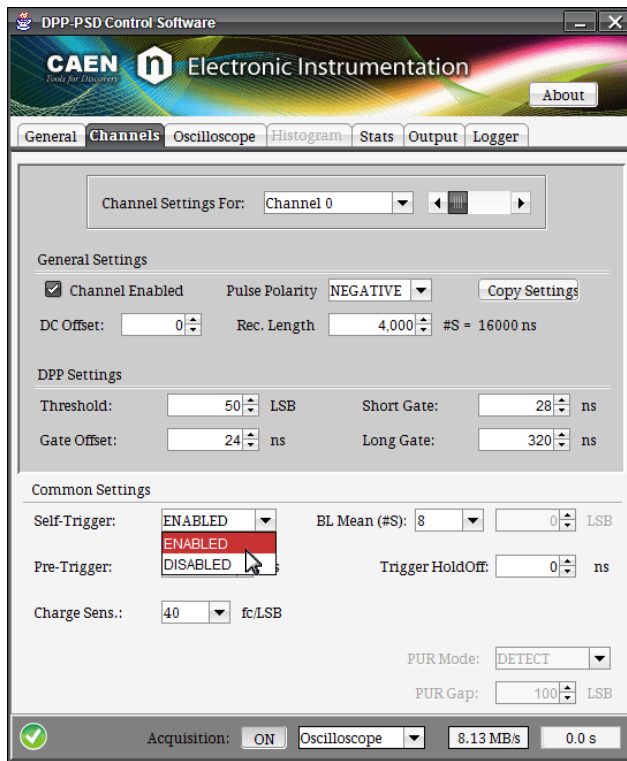 DPP-PSD Control Software
CAEN
Tools for Discovery
n Electronic Instrumentation
About
General Channels Oscilloscope Histogram Stats Output Logger
Channel Settings For: Channel 0
General Settings
Channel Enabled Pulse Polarity NEGATIVE Copy Settings
DC Offset: 0 Rec. Length 4,000 #S = 16000 ns
DPP Settings
Threshold: 50 LSB Short Gate: 28 ns
Gate Offset: 24 ns Long Gate: 320 ns
Common Settings
Self-Trigger: ENABLED BL Mean (#S): 8 0 LSB
ENABLED
DISABLED
Pre-Trigger: Trigger HoldOff: 0 ns
Charge Sens.: 40 fc/LSB
PUR Mode: DETECT
PUR Gap: 100 LSB
Acquisition: ON Oscilloscope 8.13 MB/s 0.0 s